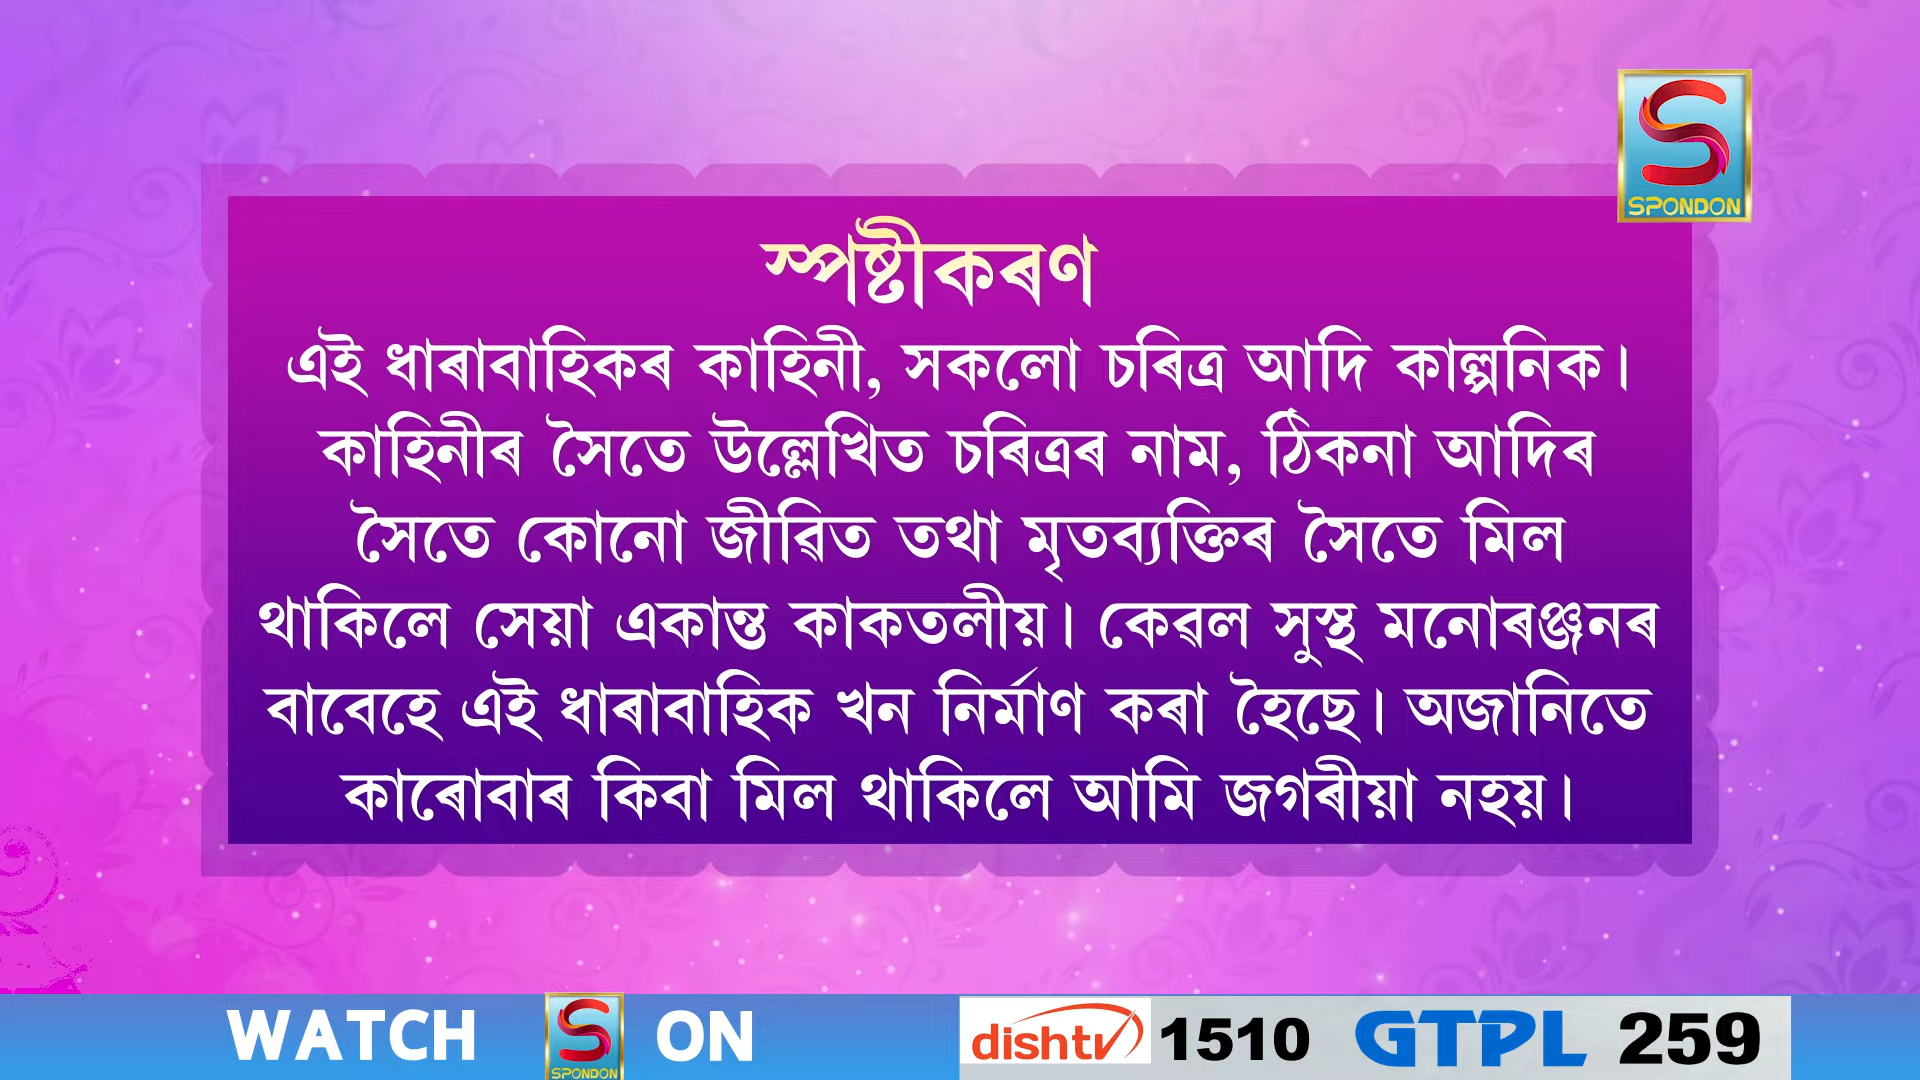 SPONDON
স্পষ্টীকৰণ
এই ধাৰাবাহিকৰ কাহিনী, সকলো চৰিত্ৰ আদি কাল্পনিক।
কাহিনীৰ সৈতে উল্লেখিত চৰিত্ৰৰ নাম, ঠিকনা আদিৰ
সৈতে কোনো জীৱিত তথা মৃতব্যক্তিৰ সৈতে মিল
থাকিলে সেয়া একান্ত কাকতলীয়। কেৱল সুস্থ মনোৰঞ্জনৰ
বাবেহে এই ধাৰাবাহিক খন নিৰ্মাণ কৰা হৈছে। অজানিতে
কাৰোবাৰ কিবা মিল থাকিলে আমি জগৰীয়া নহয়।
WATCH SPONDON ON dishtv 1510 GTPL 259